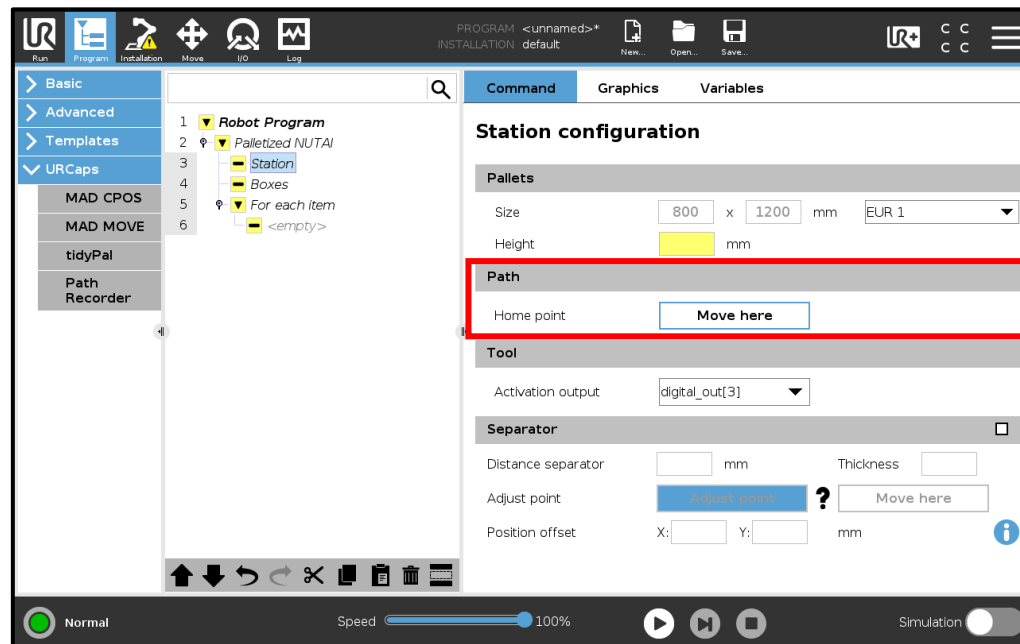 PROGRAM <unnamed>*
INSTALLATION default
UR
Run
Program
Installation
Move
I/O
Log
New...
Open...
Save...
UR+
C C
C C
Basic
Advanced
Templates
URCaps
MAD CPOS
MAD MOVE
tidyPal
Path
Recorder
1 Robot Program
2 Palletized NUTAI
3 Station
4 Boxes
5 For each item
6 <empty>
Command Graphics Variables
Station configuration
Pallets
Size 800 x 1200 mm EUR 1
Height mm
Path
Home point Move here
Tool
Activation output digital_out[3]
Separator
Distance separator mm Thickness
Adjust point Adjust point ? Move here
Position offset X: Y: mm i
Normal
Speed 100%
Simulation